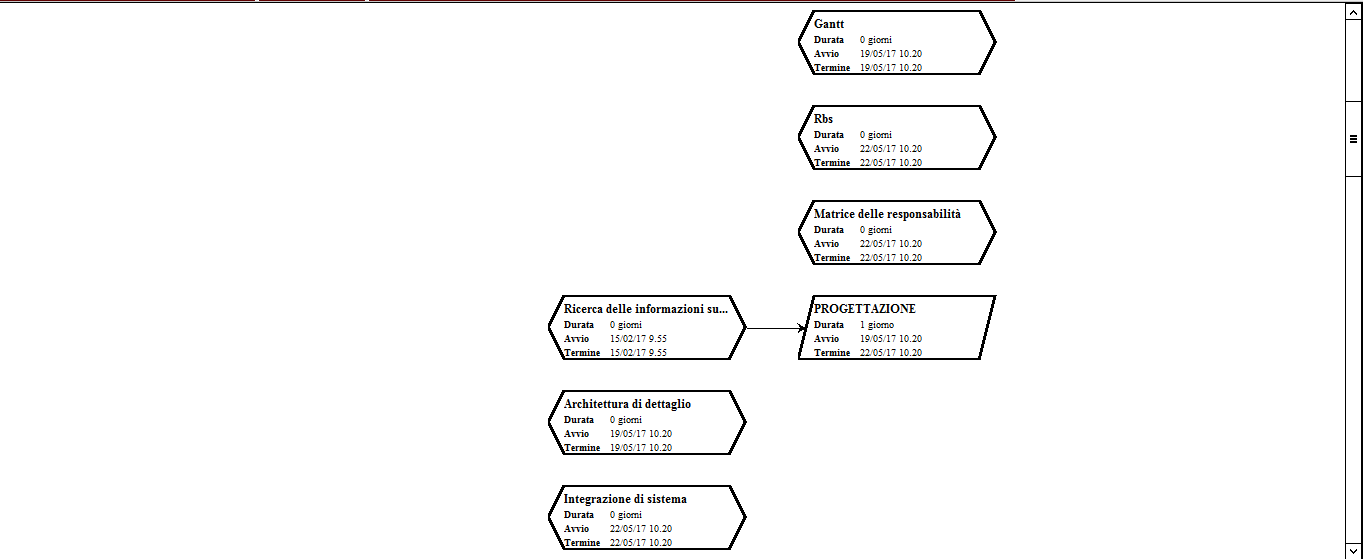 Gantt
Durata 0 giorni
Avvio 19/05/17 10.20
Termine 19/05/17 10.20
Rbs
Durata 0 giorni
Avvio 22/05/17 10.20
Termine 22/05/17 10.20
Matrice delle responsabilità
Durata 0 giorni
Avvio 22/05/17 10.20
Termine 22/05/17 10.20
Ricerca delle informazioni su...
Durata 0 giorni
Avvio 15/02/17 9.55
Termine 15/02/17 9.55
PROGETTAZIONE
Durata 1 giorno
Avvio 19/05/17 10.20
Termine 22/05/17 10.20
Architettura di dettaglio
Durata 0 giorni
Avvio 19/05/17 10.20
Termine 19/05/17 10.20
Integrazione di sistema
Durata 0 giorni
Avvio 22/05/17 10.20
Termine 22/05/17 10.20